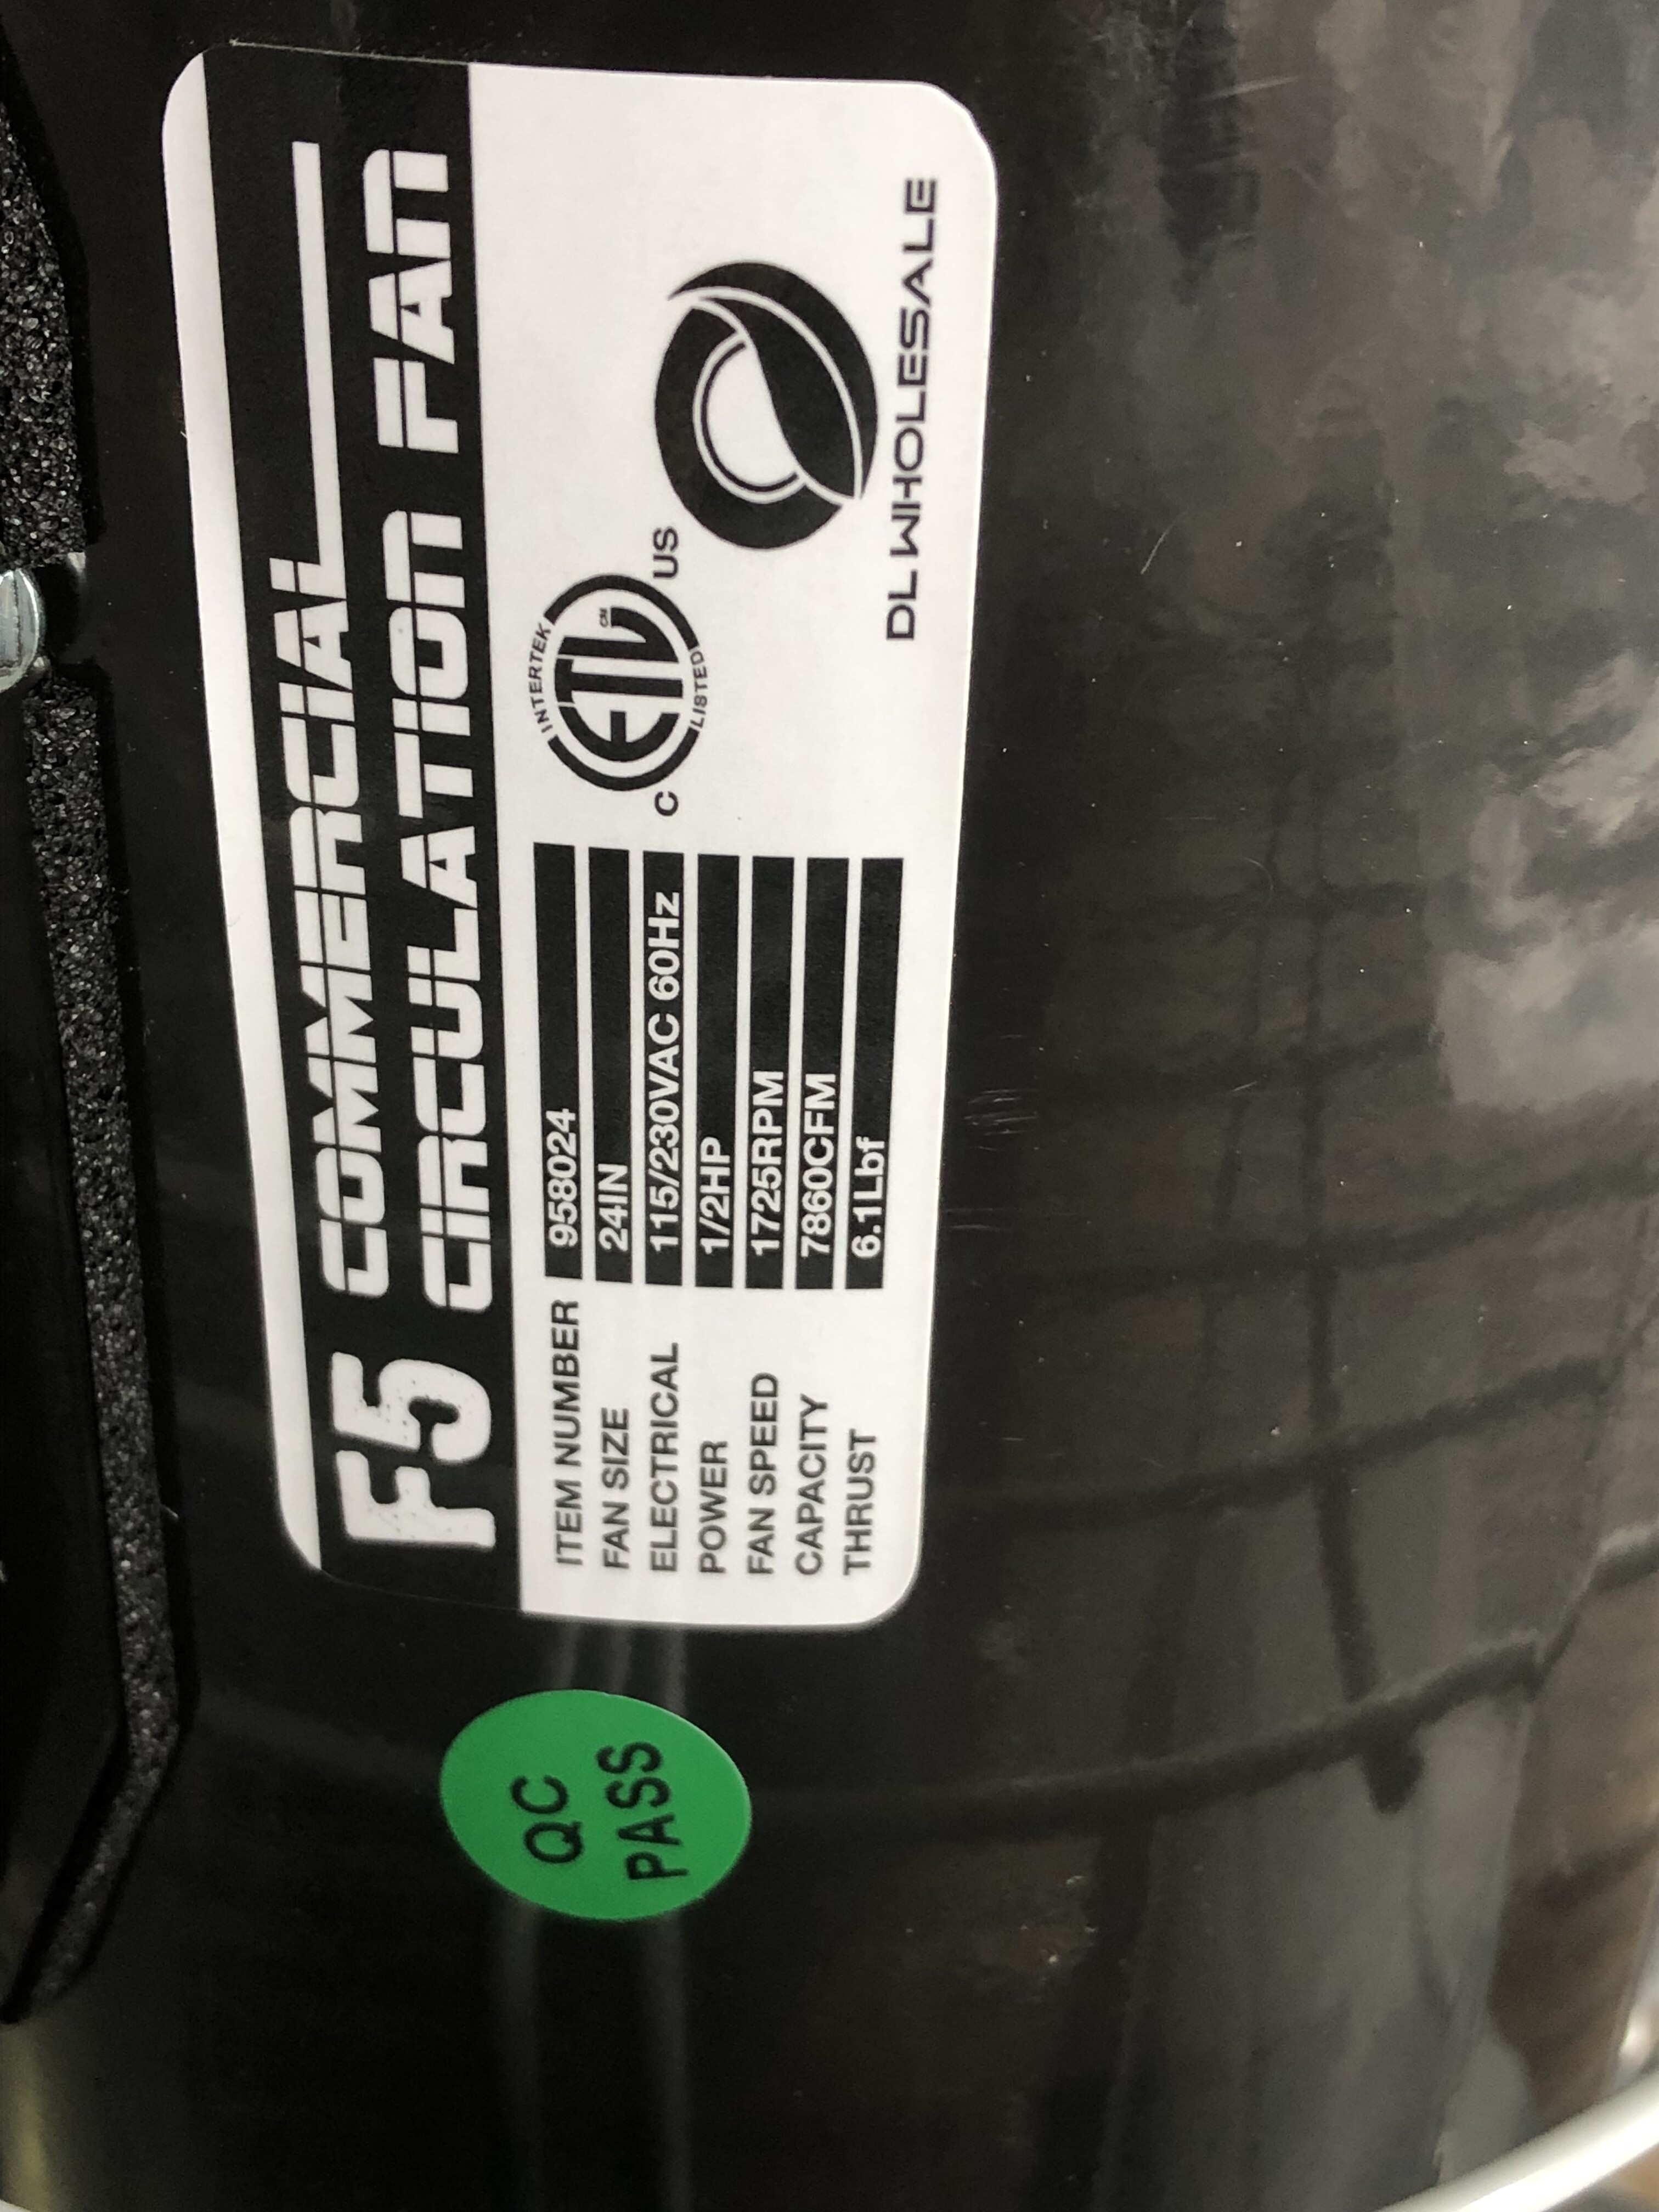 F5 COMMERCIAL
CIRCULATION FAN
ITEM NUMBER 958024
FAN SIZE 24IN
ELECTRICAL 115/230VAC 60Hz
POWER 1/2HP
FAN SPEED 1725RPM
CAPACITY 7860CFM
THRUST 6.1Lbf
INTERTEK
ETL CM
C US
LISTED
DL WHOLESALE
QC
PASS